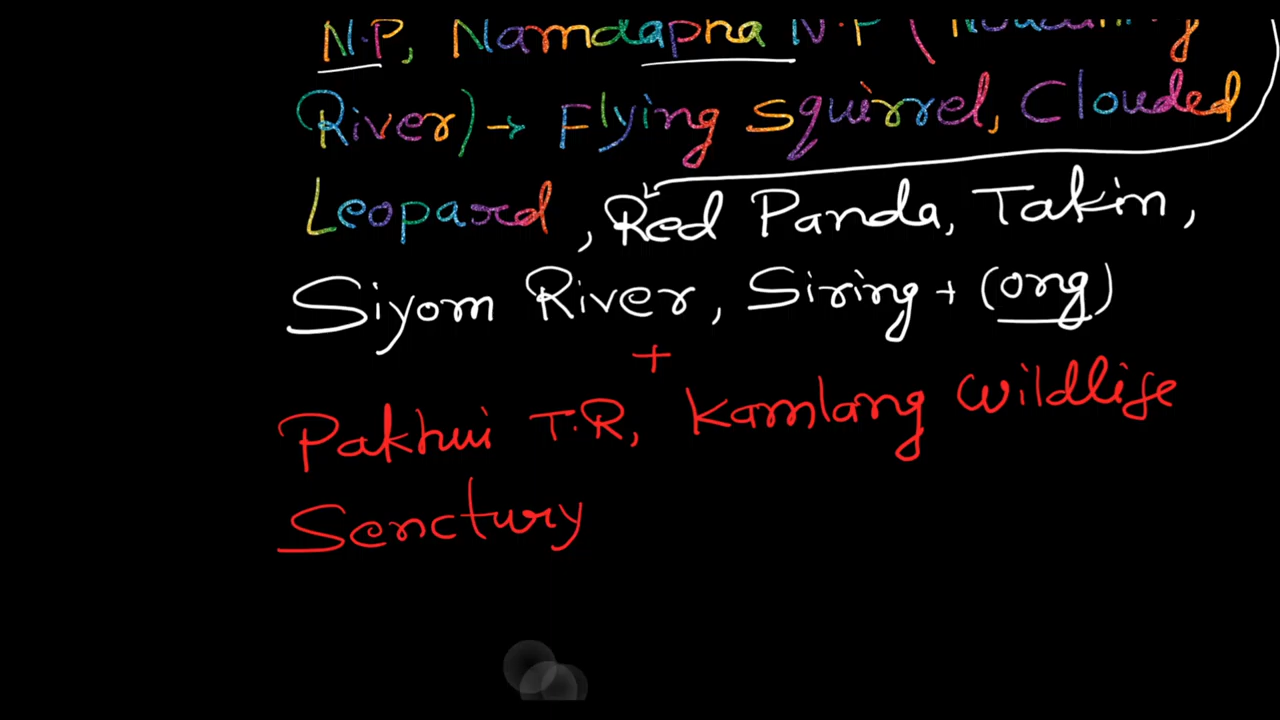 N.P, Namdapha N.P (
River) → Flying Squirrel, Clouded
Leopard, Red Panda, Takin,
Siyom River, Siring + (ong)
+
Pakhui T.R, Kamlang Wildlife
Senctury